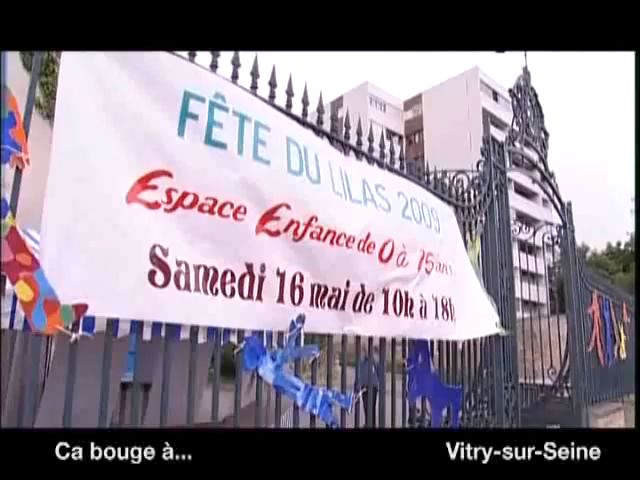 FÊTE DU LILAS 2009
Espace Enfance de 0 à 15 ans
Samedi 16 mai de 10h à 18h
Ca bouge à...
Vitry-sur-Seine